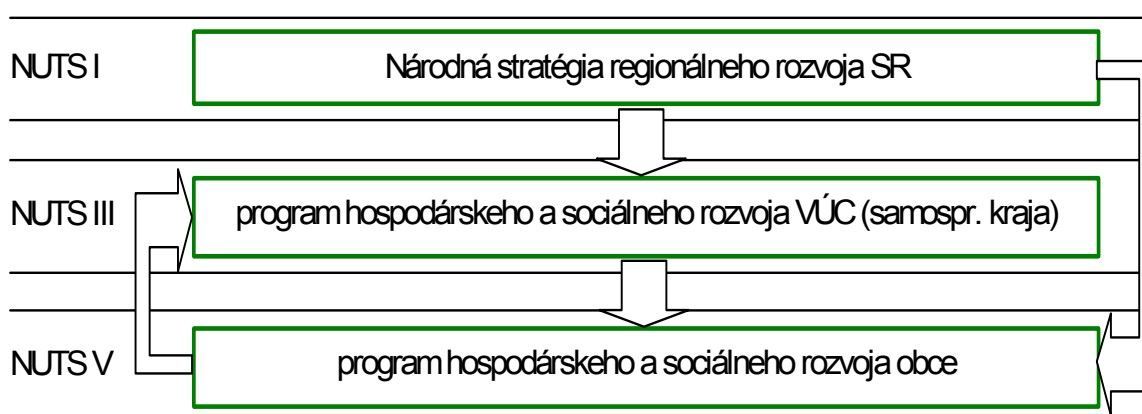 NUTS I
Národná stratégia regionálneho rozvoja SR
NUTS III
program hospodárskeho a sociálneho rozvoja VÚC (samospr. kraja)
NUTS V
program hospodárskeho a sociálneho rozvoja obce